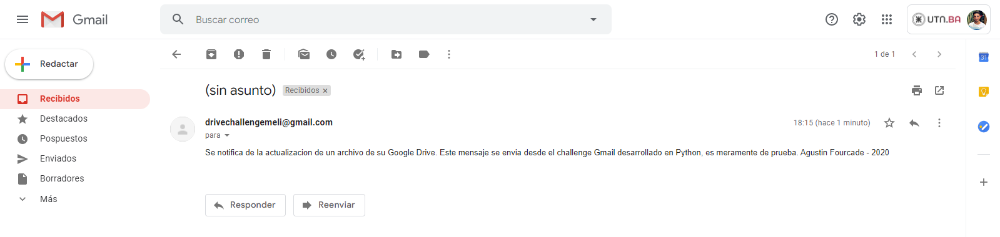 Gmail
Buscar correo
UTN.BA
Redactar
1 de 1
31
(sin asunto) Recibidos x
Recibidos
Destacados
drivechallengemeli@gmail.com
18:15 (hace 1 minuto)
para
Pospuestos
Se notifica de la actualizacion de un archivo de su Google Drive. Este mensaje se envia desde el challenge Gmail desarrollado en Python, es meramente de prueba. Agustin Fourcade - 2020
Enviados
Borradores
Más
Responder
Reenviar